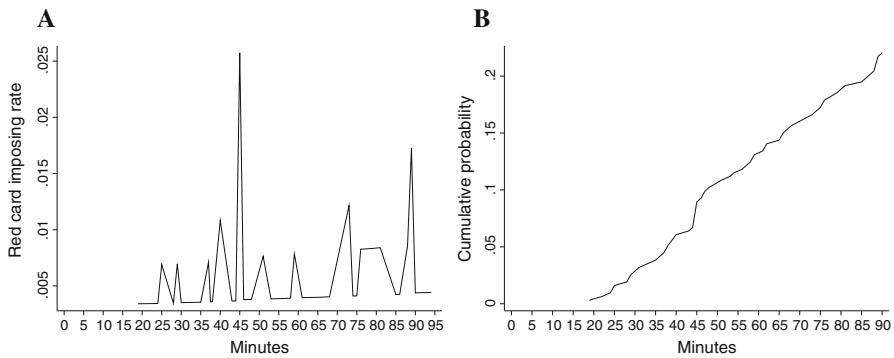 A
Red card imposing rate
.025
.02
.015
.01
.005
0 5 10 15 20 25 30 35 40 45 50 55 60 65 70 75 80 85 90 95
Minutes
B
Cumulative probability
.2
.15
.1
.05
0
0 5 10 15 20 25 30 35 40 45 50 55 60 65 70 75 80 85 90
Minutes